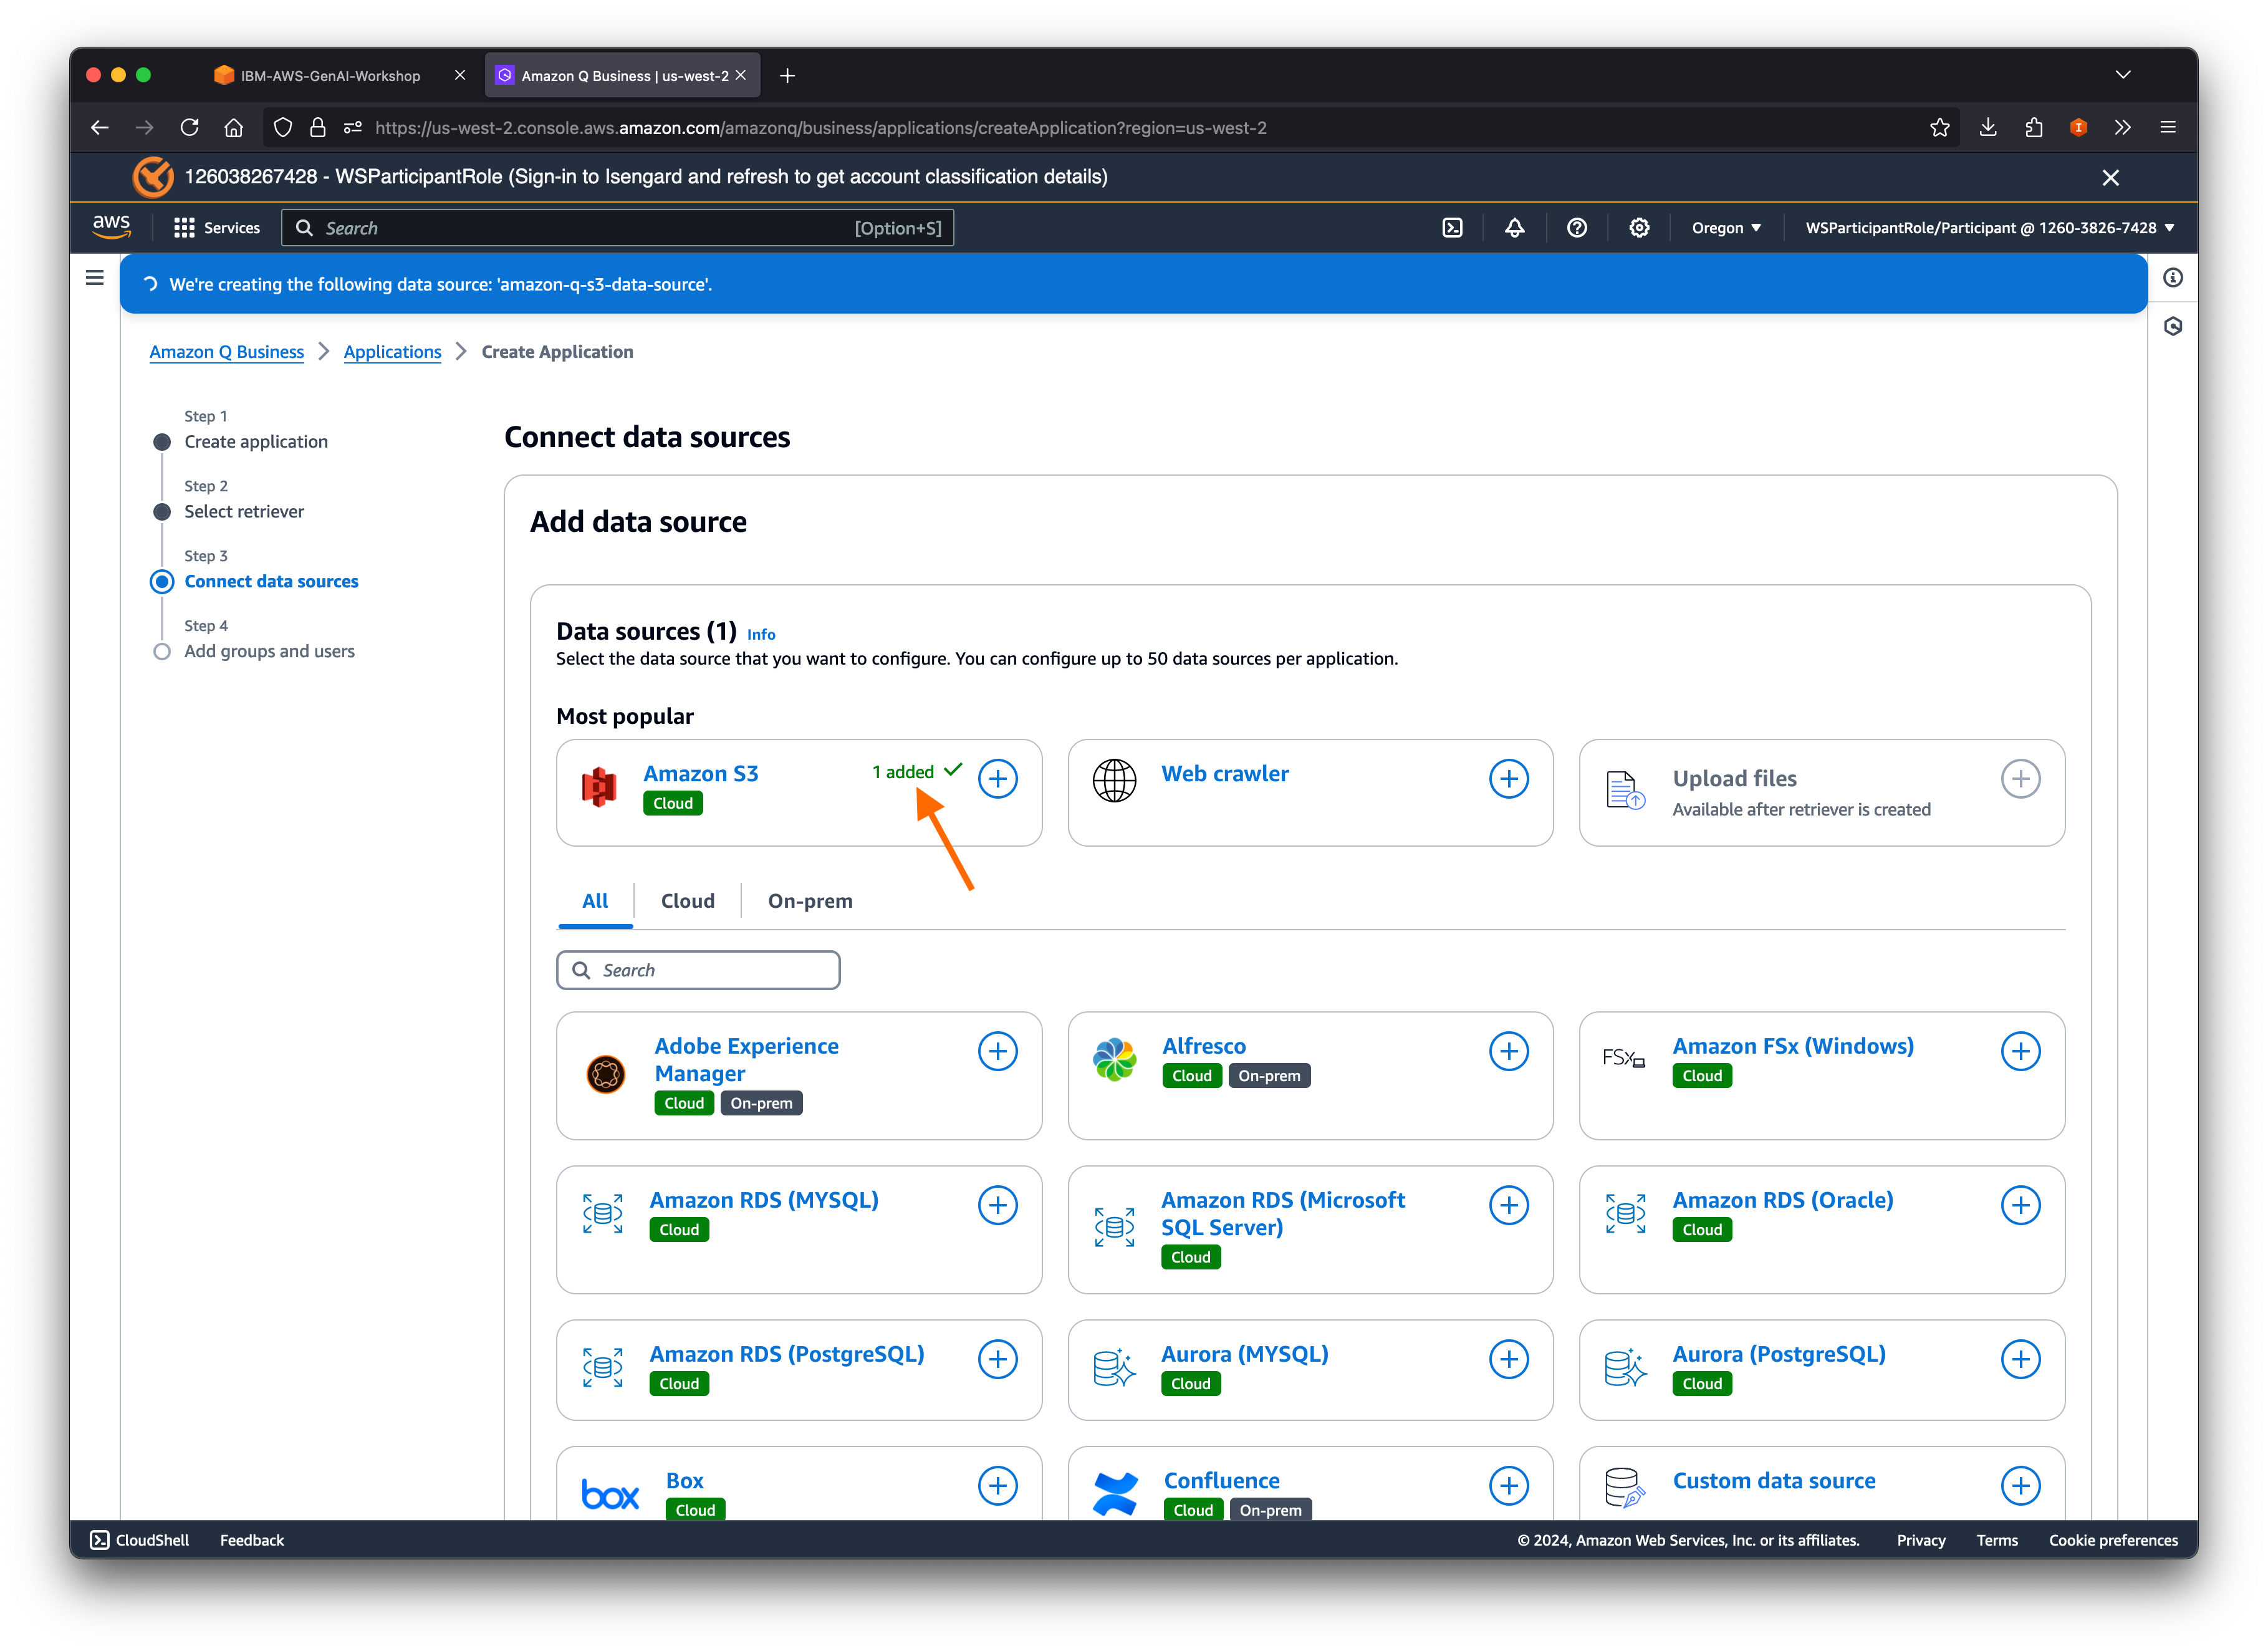 IBM-AWS-GenAI-Workshop
Amazon Q Business | us-west-2
https://us-west-2.console.aws.amazon.com/amazonq/business/applications/createApplication?region=us-west-2
126038267428 - WSParticipantRole (Sign-in to Isengard and refresh to get account classification details)
aws
Services
Search
[Option+S]
Oregon
WSParticipantRole/Participant @ 1260-3826-7428
We're creating the following data source: 'amazon-q-s3-data-source'.
Amazon Q Business
Applications
Create Application
Step 1
Create application
Step 2
Select retriever
Step 3
Connect data sources
Step 4
Add groups and users
Connect data sources
Add data source
Data sources (1) Info
Select the data source that you want to configure. You can configure up to 50 data sources per application.
Most popular
Amazon S3
1 added
Cloud
Web crawler
Upload files
Available after retriever is created
All
Cloud
On-prem
Search
Adobe Experience
Manager
Cloud
On-prem
Alfresco
Cloud
On-prem
FSx
Amazon FSx (Windows)
Cloud
Amazon RDS (MYSQL)
Cloud
Amazon RDS (Microsoft
SQL Server)
Cloud
Amazon RDS (Oracle)
Cloud
Amazon RDS (PostgreSQL)
Cloud
Aurora (MYSQL)
Cloud
Aurora (PostgreSQL)
Cloud
box
Box
Cloud
Confluence
Cloud
On-prem
Custom data source
CloudShell
Feedback
© 2024, Amazon Web Services, Inc. or its affiliates.
Privacy
Terms
Cookie preferences